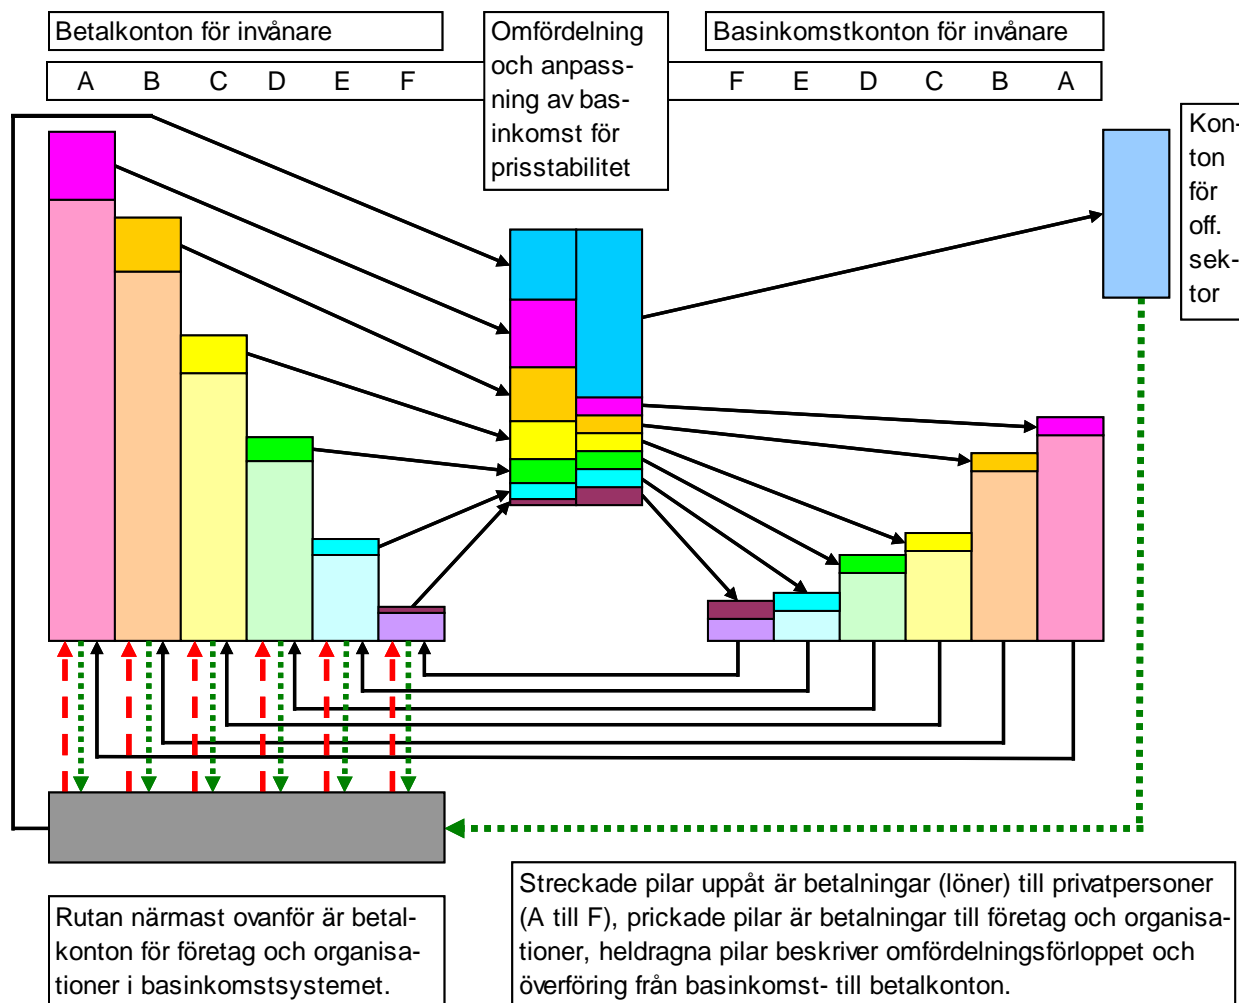 Betalkonton för invånare
A B C D E F
Omfördelning
och anpass-
ning av bas-
inkomst för
prisstabilitet
Basinkomstkonton för invånare
F E D C B A
Kon-
ton
för
off.
sek-
tor
Rutan närmast ovanför är betal-
konton för företag och organisa-
tioner i basinkomstsystemet.
Streckade pilar uppåt är betalningar (löner) till privatpersoner
(A till F), prickade pilar är betalningar till företag och organisa-
tioner, heldragna pilar beskriver omfördelningsförloppet och
överföring från basinkomst- till betalkonton.